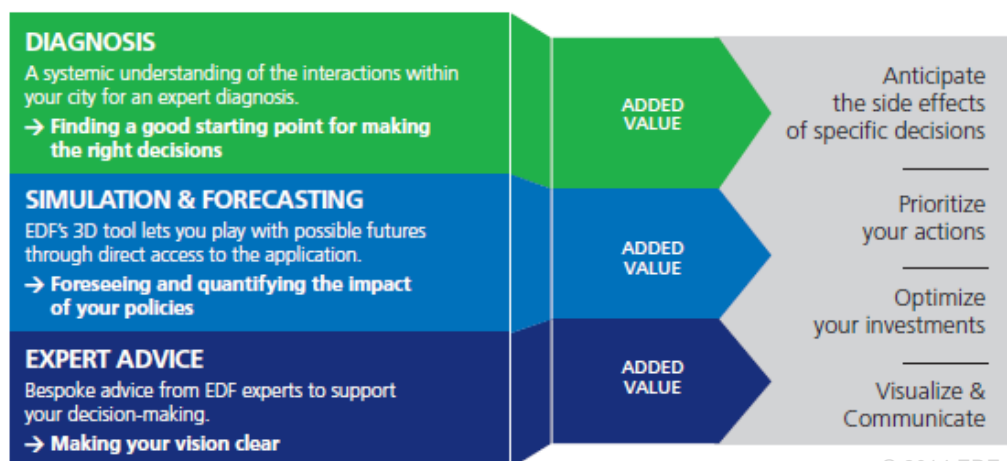 DIAGNOSIS
A systemic understanding of the interactions within
your city for an expert diagnosis.
→ Finding a good starting point for making
the right decisions
ADDED
VALUE
SIMULATION & FORECASTING
EDF's 3D tool lets you play with possible futures
through direct access to the application.
→ Foreseeing and quantifying the impact
of your policies
ADDED
VALUE
EXPERT ADVICE
Bespoke advice from EDF experts to support
your decision-making.
→ Making your vision clear
ADDED
VALUE
Anticipate
the side effects
of specific decisions
Prioritize
your actions
Optimize
your investments
Visualize &
Communicate